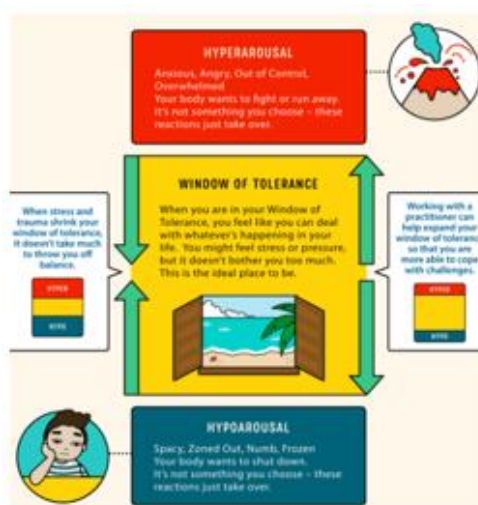 HYPERAROUSAL
Anxious, Angry, Out of Control,
Overwhelmed
Your body wants to fight or run away.
It's not something you choose – these
reactions just take over.
WINDOW OF TOLERANCE
When you are in your Window of
Tolerance, you feel like you can deal
with whatever's happening in your
life. You might feel stress or pressure,
but it doesn't bother you too much.
This is the ideal place to be.
When stress and
trauma shrink your
window of tolerance,
it doesn't take much
to throw you off
balance.
HYPER
HYPO
Working with a
practitioner can
help expand your
window of tolerance
so that you are
more able to cope
with challenges.
HYPER
HYPO
HYPOAROUSAL
Spacy, Zoned Out, Numb, Frozen
Your body wants to shut down.
It's not something you choose – these
reactions just take over.